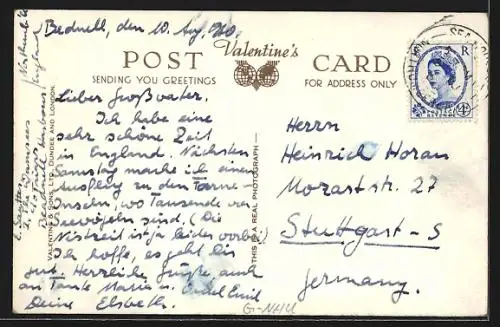 Bednell, den 10. Aug. 1960.
POST Valentine's CARD
SENDING YOU GREETINGS
FOR ADDRESS ONLY
Lieber Großvater.
Ich habe eine
sehr schöne Zeit
in England. Nächsten
Samstag mache ich einen
Ausflug zu den Farne-
Inseln, wo Tausende von
Seevögeln sind. (Die
Nistzeit ist ja leider vorbei)
Ich hoffe, es geht dir
gut. Herzliche Grüße auch
an Tante Maria u. Onkel Emil
Deine Elsbeth.
VALENTINE & SONS, LTD., DUNDEE AND LONDON.
THIS IS A REAL PHOTOGRAPH
Herrn
Heinrich Horan
Mozartstr. 27
Stuttgart-S
Germany.
England
E R
4D
G-NHU